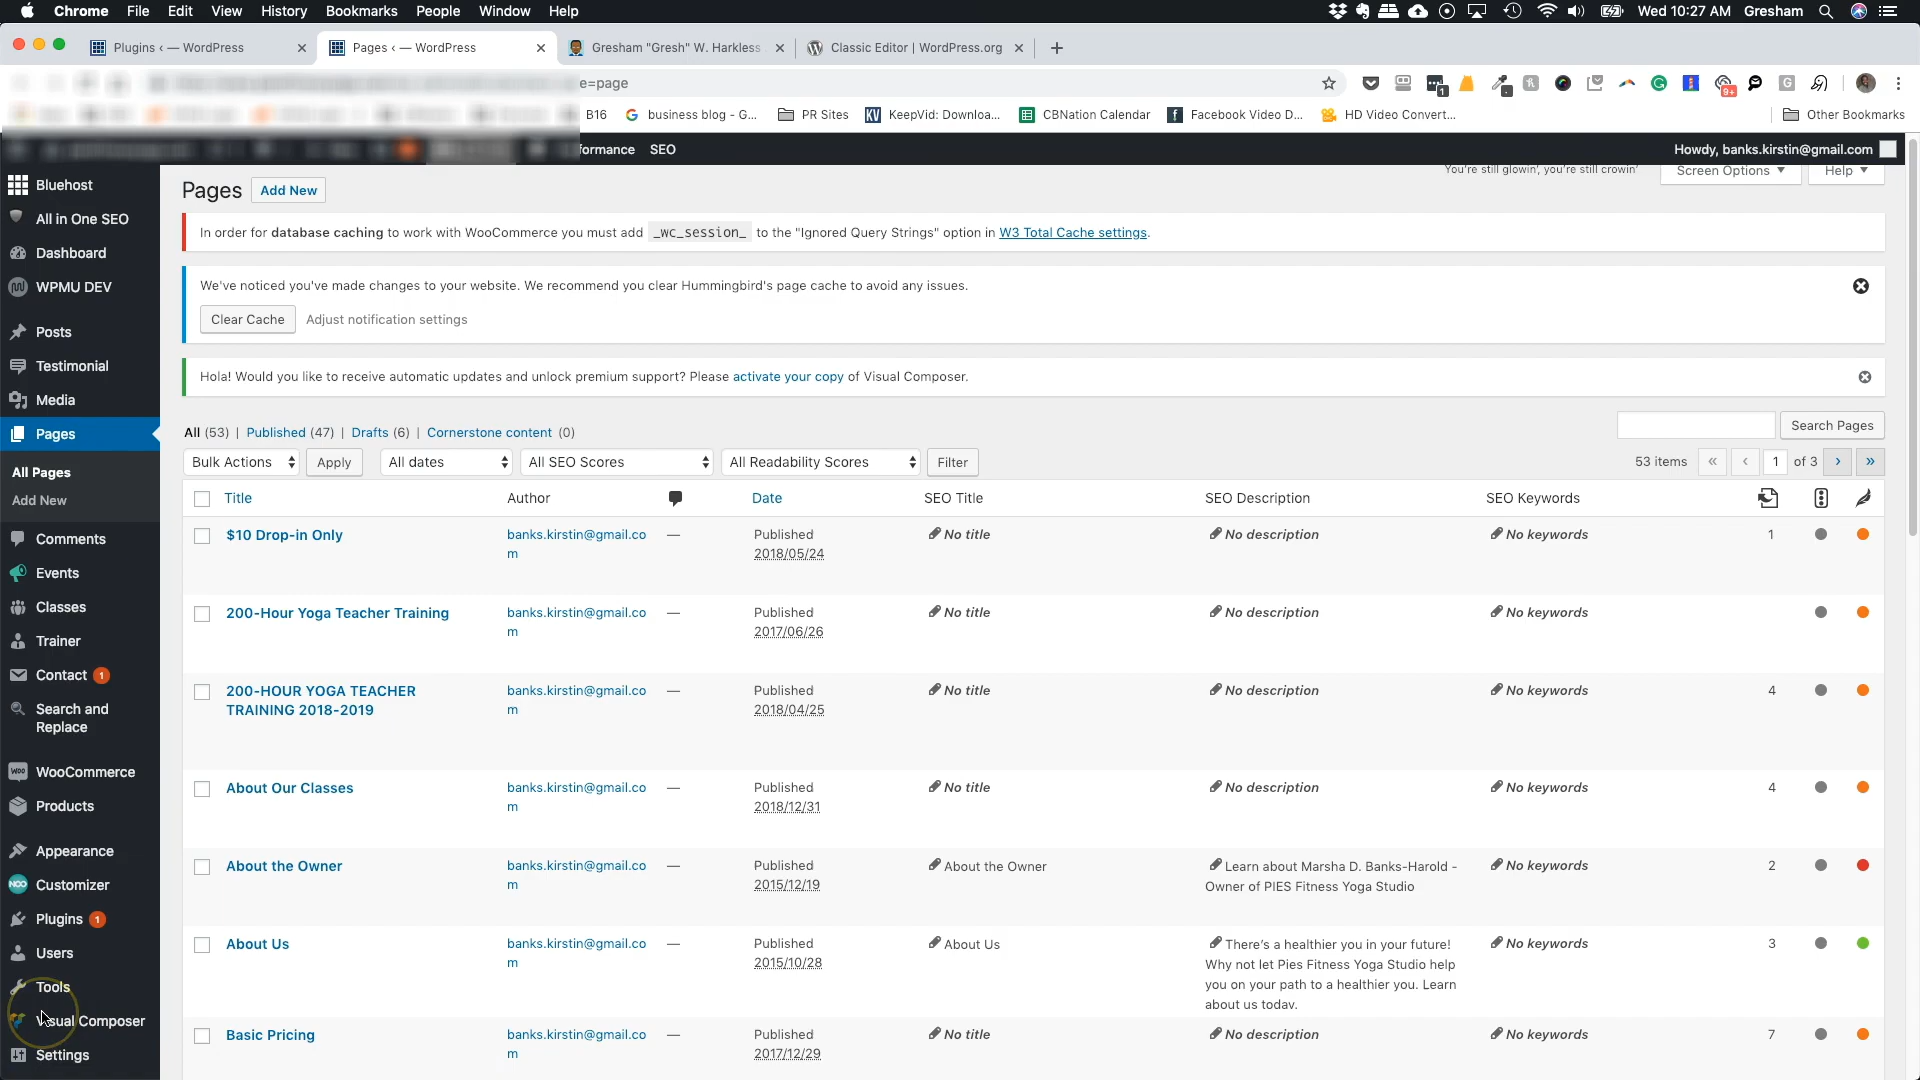 Chrome File Edit View History Bookmarks People Window Help Wed 10:27 AM Gresham
Plugins ‹ — WordPress Pages ‹ — WordPress Gresham "Gresh" W. Harkless Classic Editor | WordPress.org
e=page
B16 business blog - G... PR Sites KeepVid: Downloa... CBNation Calendar Facebook Video D... HD Video Convert... Other Bookmarks
formance SEO Howdy, banks.kirstin@gmail.com
You're still glowin', you're still crowin' Screen Options Help
Bluehost
All in One SEO
Dashboard
WPMU DEV
Posts
Testimonial
Media
Pages
All Pages
Add New
Comments
Events
Classes
Trainer
Contact 1
Search and
Replace
WooCommerce
Products
Appearance
Customizer
Plugins 1
Users
Tools
Visual Composer
Settings
Pages Add New
In order for database caching to work with WooCommerce you must add _wc_session_ to the "Ignored Query Strings" option in W3 Total Cache settings.
We've noticed you've made changes to your website. We recommend you clear Hummingbird's page cache to avoid any issues.
Clear Cache Adjust notification settings
Hola! Would you like to receive automatic updates and unlock premium support? Please activate your copy of Visual Composer.
All (53) | Published (47) | Drafts (6) | Cornerstone content (0) Search Pages
Bulk Actions Apply All dates All SEO Scores All Readability Scores Filter 53 items « ‹ 1 of 3 › »
Title Author Date SEO Title SEO Description SEO Keywords
$10 Drop-in Only banks.kirstin@gmail.co — Published No title No description No keywords 1
m 2018/05/24
200-Hour Yoga Teacher Training banks.kirstin@gmail.co — Published No title No description No keywords
m 2017/06/26
200-HOUR YOGA TEACHER banks.kirstin@gmail.co — Published No title No description No keywords 4
TRAINING 2018-2019 m 2018/04/25
About Our Classes banks.kirstin@gmail.co — Published No title No description No keywords 4
m 2018/12/31
About the Owner banks.kirstin@gmail.co — Published About the Owner Learn about Marsha D. Banks-Harold - No keywords 2
m 2015/12/19 Owner of PIES Fitness Yoga Studio
About Us banks.kirstin@gmail.co — Published About Us There's a healthier you in your future! No keywords 3
m 2015/10/28 Why not let Pies Fitness Yoga Studio help
you on your path to a healthier you. Learn
about us today.
Basic Pricing banks.kirstin@gmail.co — Published No title No description No keywords 7
m 2017/12/29